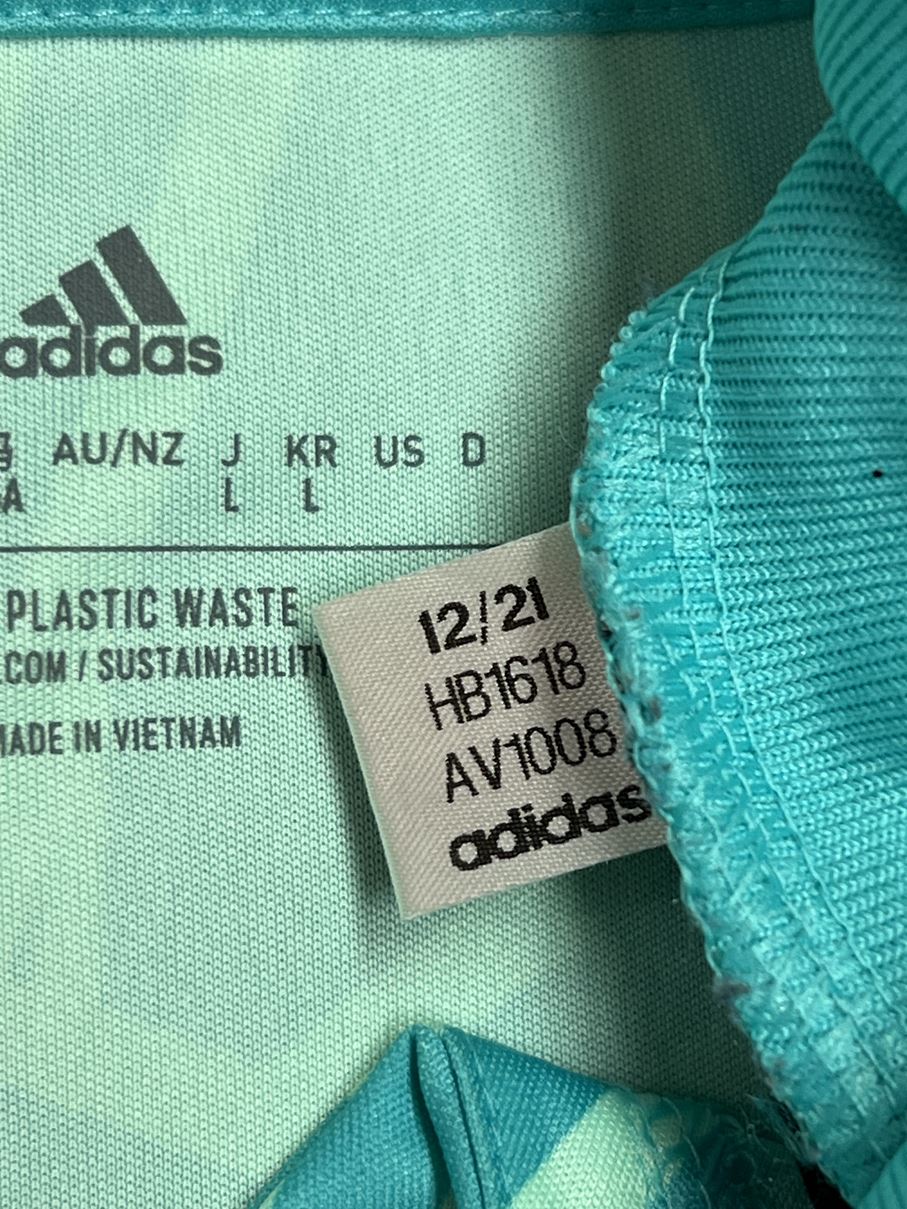 adidas
AU/NZ J KR US D
A L L
PLASTIC WASTE
.COM / SUSTAINABILITY
MADE IN VIETNAM
12/21
HB1618
AV1008
adidas